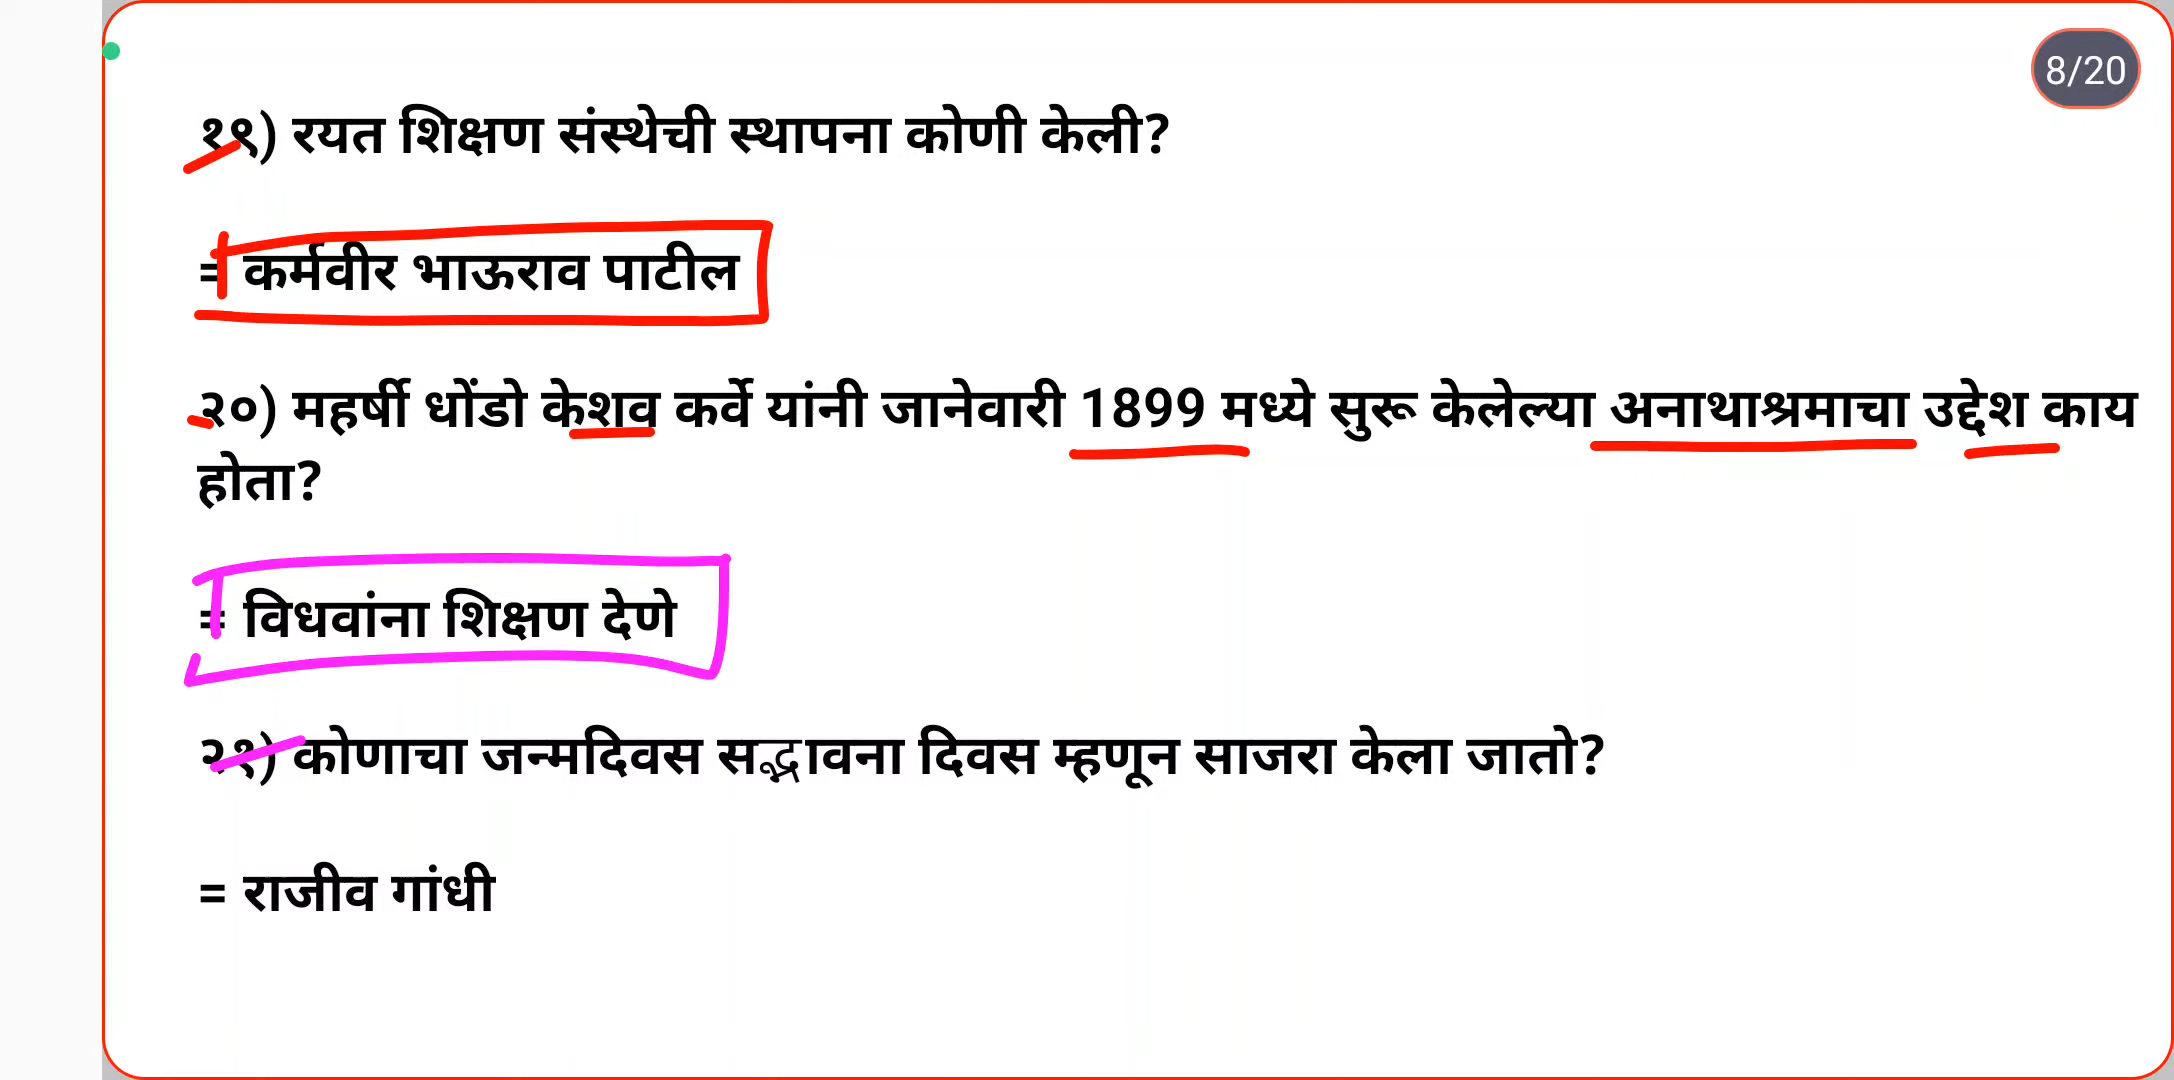 8/20
१९) रयत शिक्षण संस्थेची स्थापना कोणी केली?
= कर्मवीर भाऊराव पाटील
२०) महर्षी धोंडो केशव कर्वे यांनी जानेवारी 1899 मध्ये सुरू केलेल्या अनाथाश्रमाचा उद्देश काय
होता?
= विधवांना शिक्षण देणे
२१) कोणाचा जन्मदिवस सद्भावना दिवस म्हणून साजरा केला जातो?
= राजीव गांधी